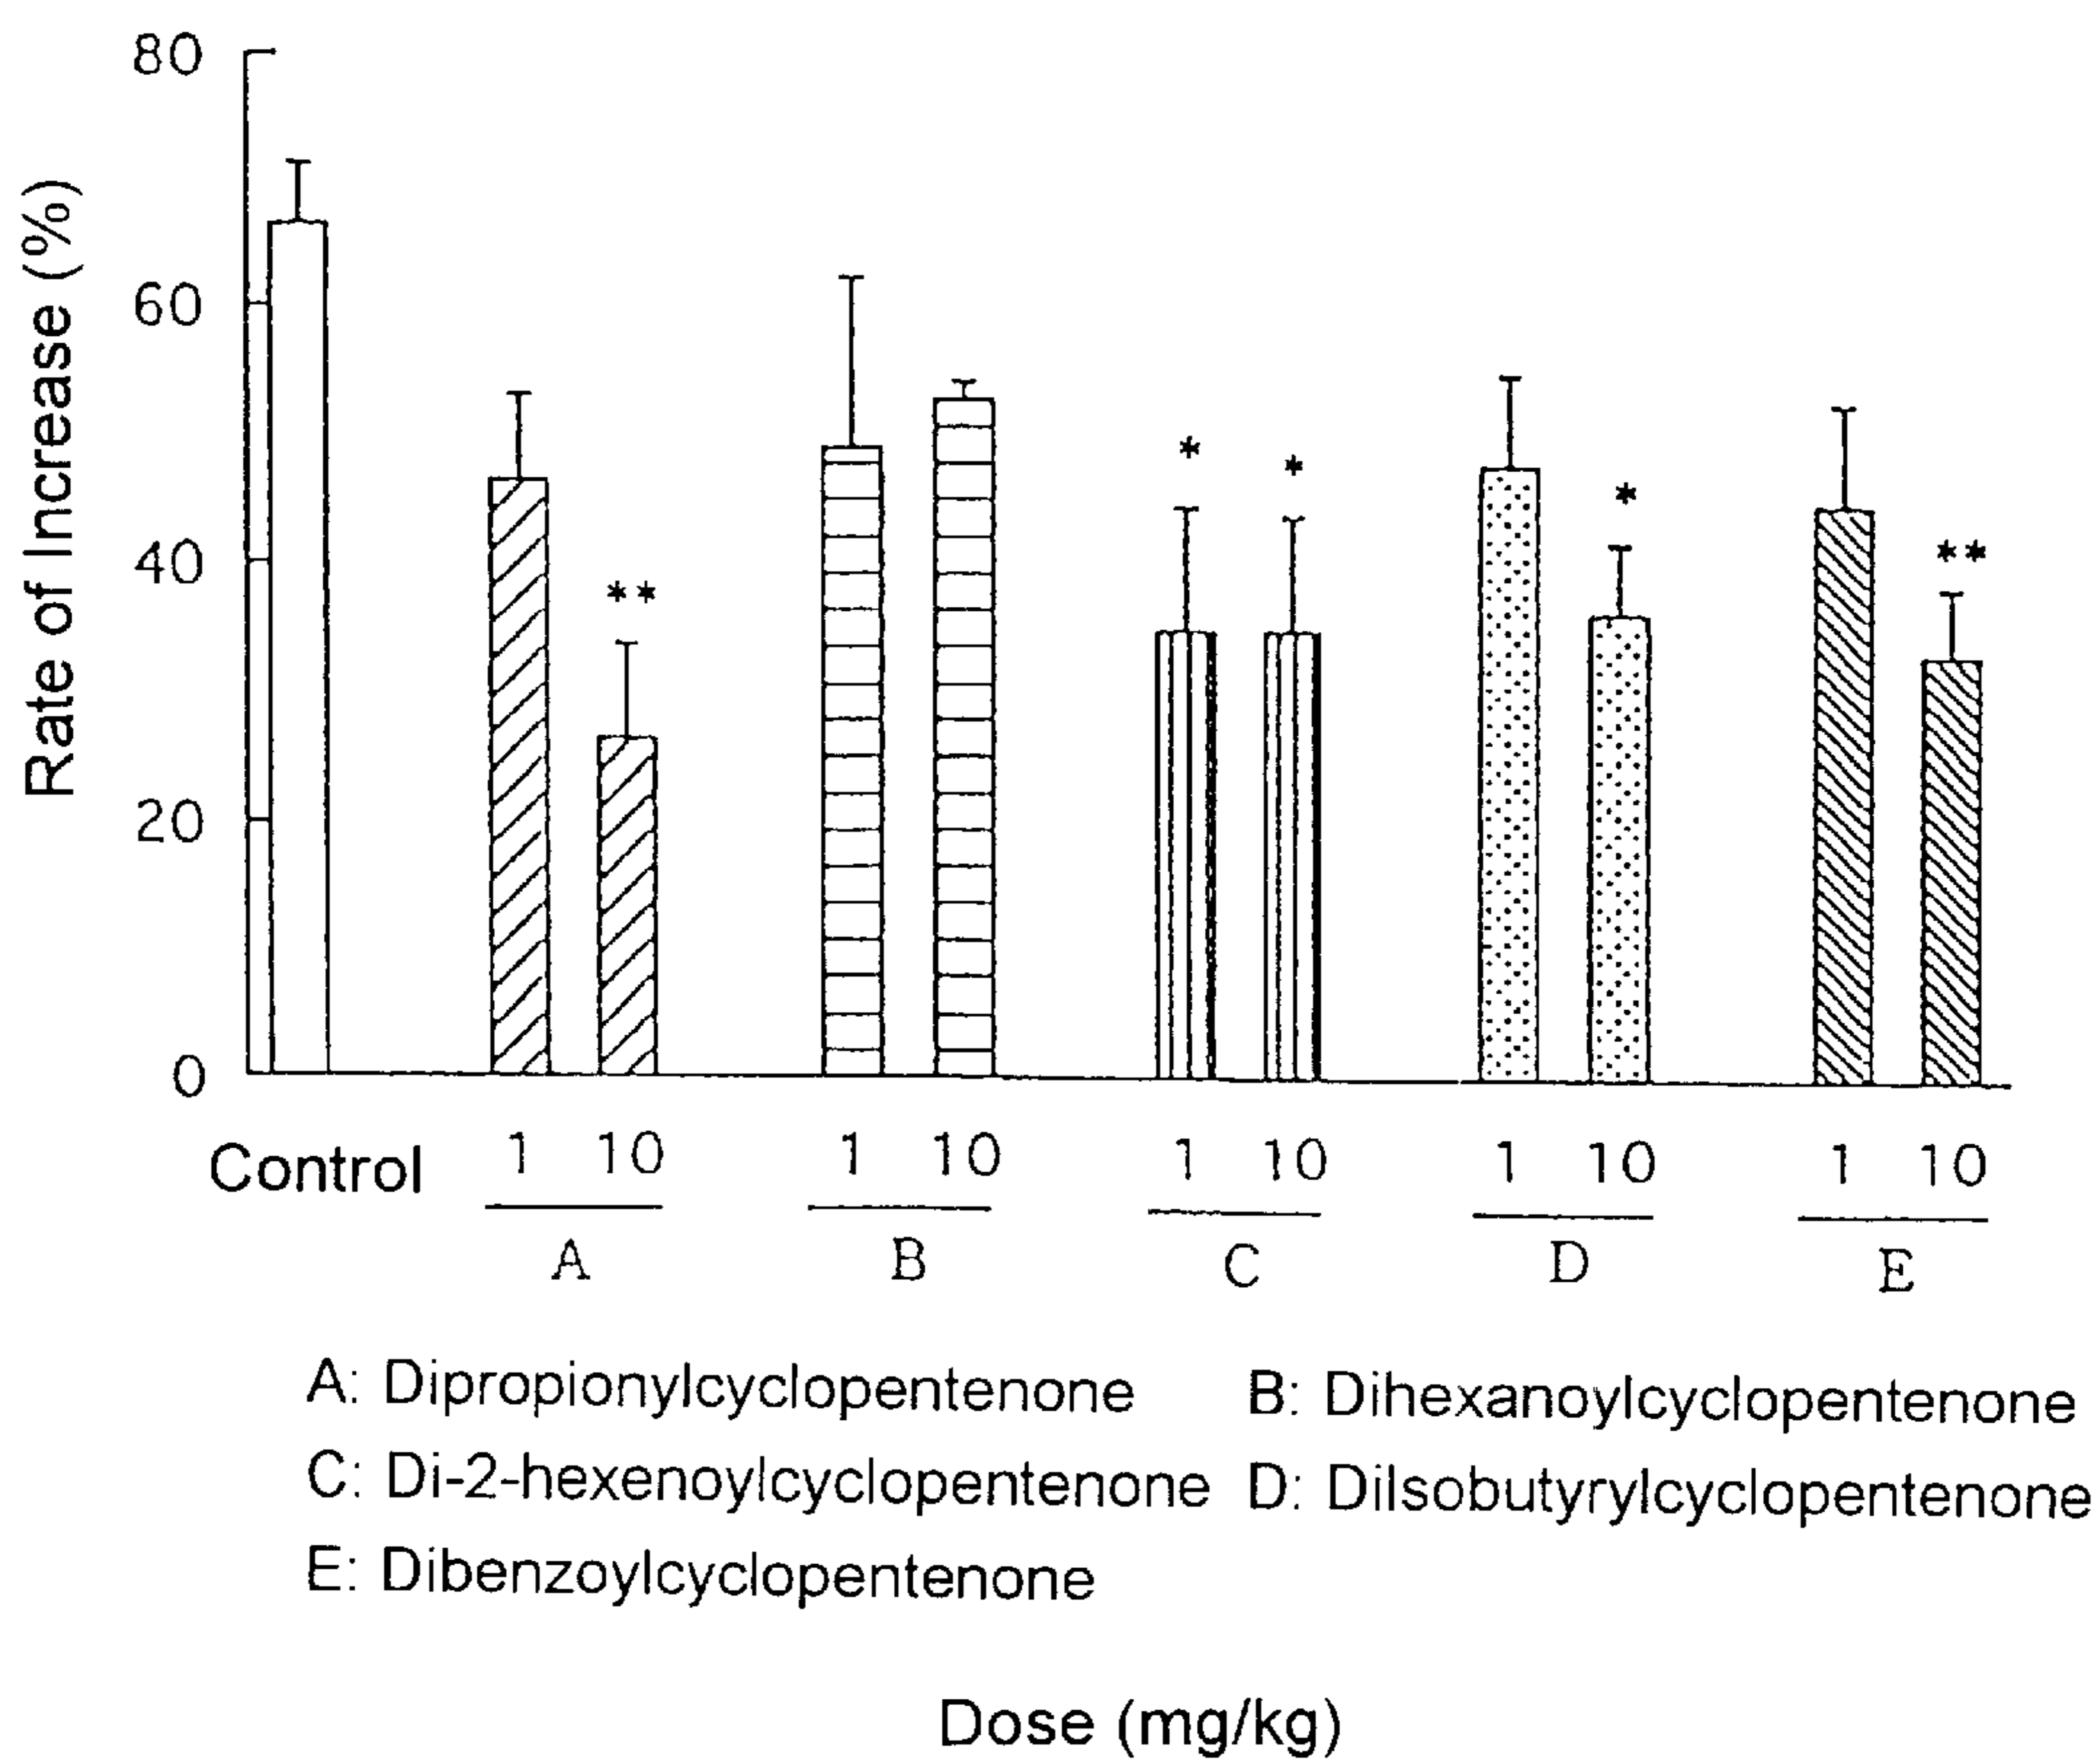 80
60
40
20
0
Rate of Increase (%)
*
*
*
**
**
Control
1 10 1 10 1 10 1 10 1 10
A B C D E
A: Dipropionylcyclopentenone B: Dihexanoylcyclopentenone
C: Di-2-hexenoylcyclopentenone D: DiIsobutyrylcyclopentenone
E: Dibenzoylcyclopentenone
Dose (mg/kg)